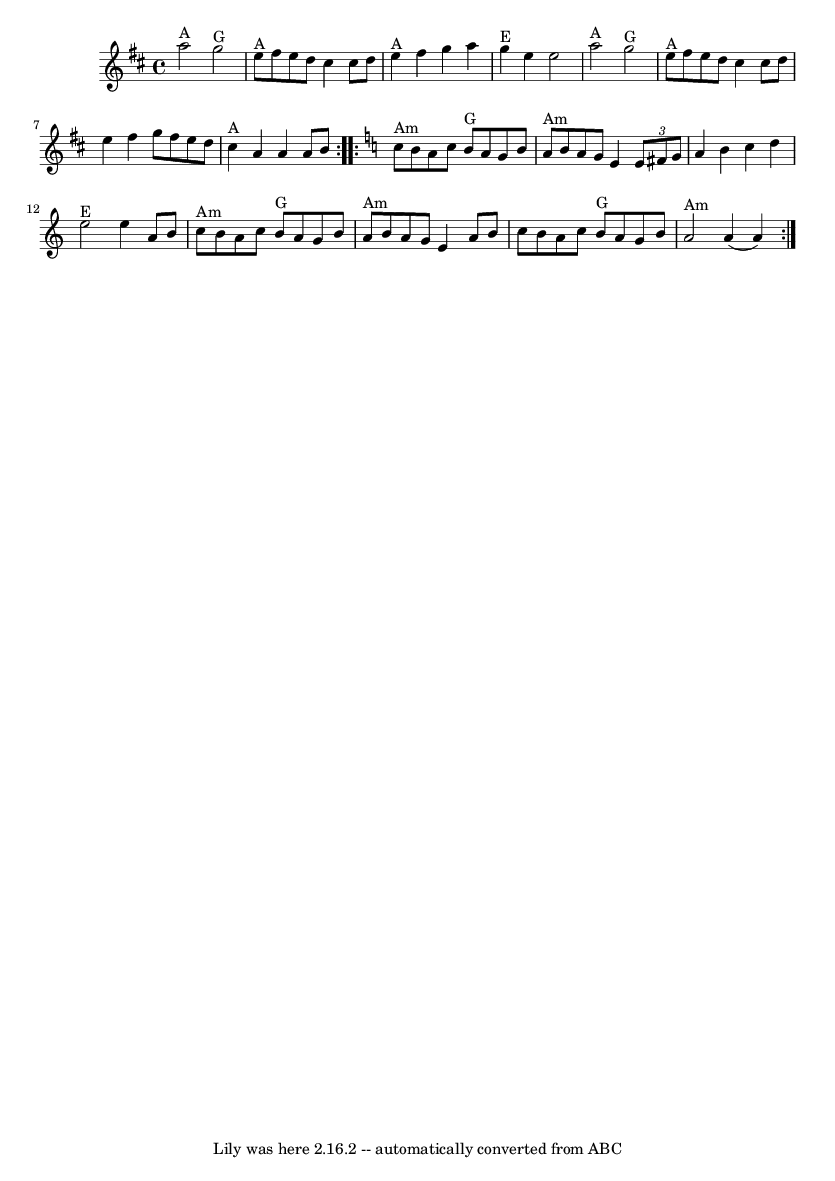 A G A A E A G A
7 A Am G Am 3
12 E Am G Am G Am
Lily was here 2.16.2 -- automatically converted from ABC